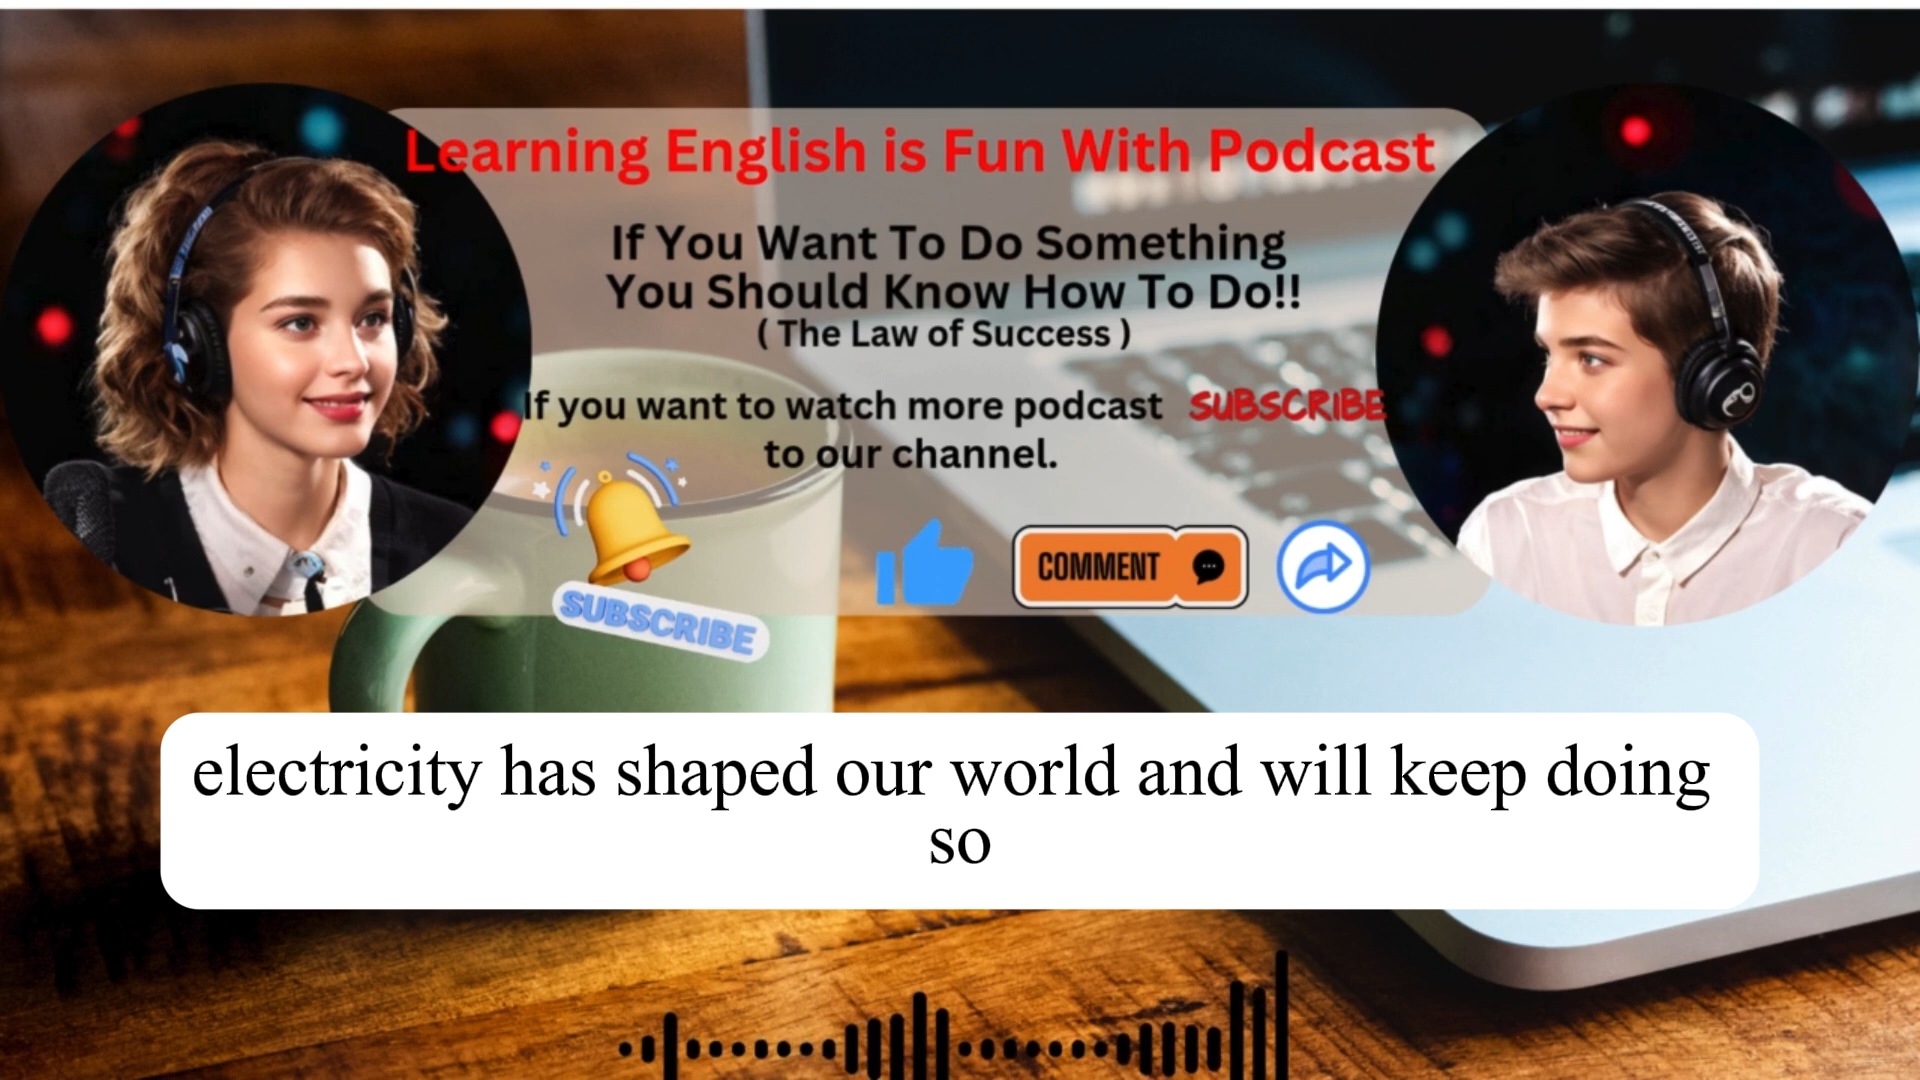 Learning English is Fun With Podcast
If You Want To Do Something
You Should Know How To Do!!
( The Law of Success )
If you want to watch more podcast SUBSCRIBE
to our channel.
COMMENT
SUBSCRIBE
electricity has shaped our world and will keep doing
so